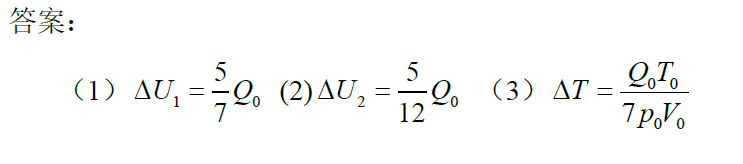 答案：
（1） ΔU₁ = 5/7 Q₀ (2) ΔU₂ = 5/12 Q₀ （3） ΔT = Q₀T₀ / 7p₀V₀